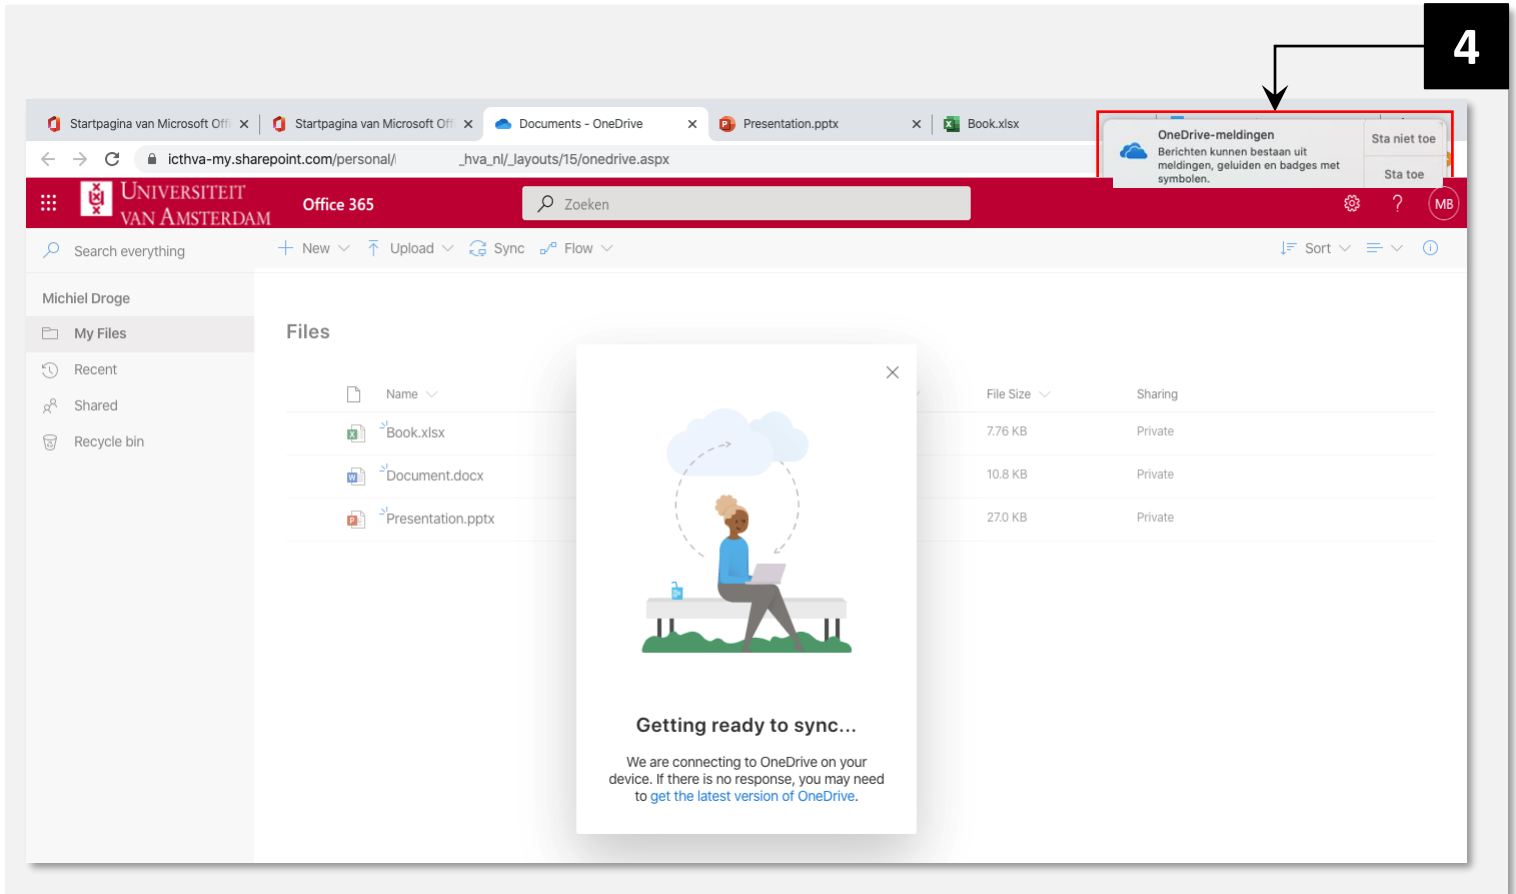 4
Startpagina van Microsoft Offi
Startpagina van Microsoft Offi
Documents - OneDrive
Presentation.pptx
Book.xlsx
OneDrive-meldingen
Berichten kunnen bestaan uit
meldingen, geluiden en badges met
symbolen.
Sta niet toe
Sta toe
icthva-my.sharepoint.com/personal/ _hva_nl/_layouts/15/onedrive.aspx
UNIVERSITEIT
VAN AMSTERDAM
Office 365
Zoeken
?
MB
Search everything
New
Upload
Sync
Flow
Sort
Michiel Droge
My Files
Recent
Shared
Recycle bin
Files
Name
File Size
Sharing
Book.xlsx
7.76 KB
Private
Document.docx
10.8 KB
Private
Presentation.pptx
27.0 KB
Private
Getting ready to sync...
We are connecting to OneDrive on your
device. If there is no response, you may need
to get the latest version of OneDrive.